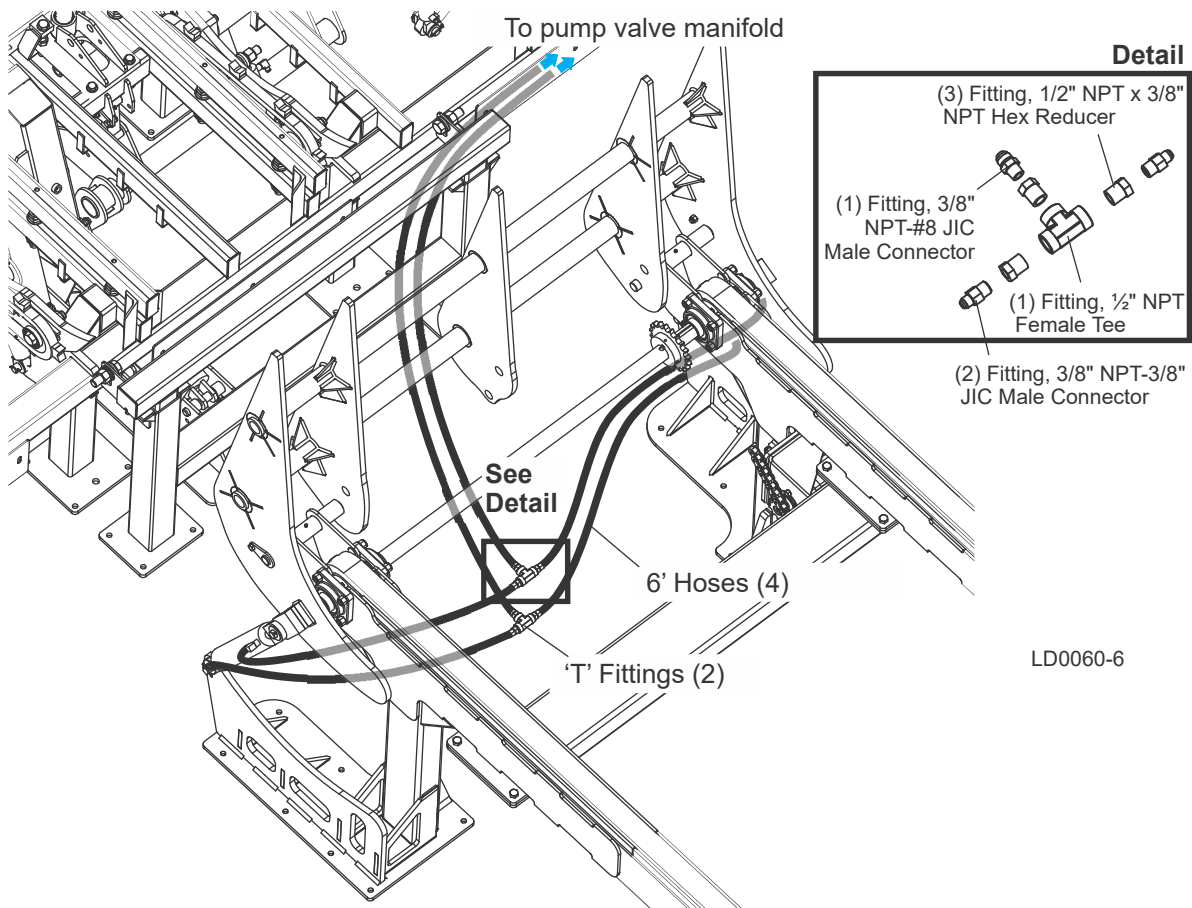 To pump valve manifold
Detail
(3) Fitting, 1/2" NPT x 3/8"
NPT Hex Reducer
(1) Fitting, 3/8"
NPT-#8 JIC
Male Connector
(1) Fitting, ½" NPT
Female Tee
(2) Fitting, 3/8" NPT-3/8"
JIC Male Connector
See
Detail
6’ Hoses (4)
‘T’ Fittings (2)
LD0060-6